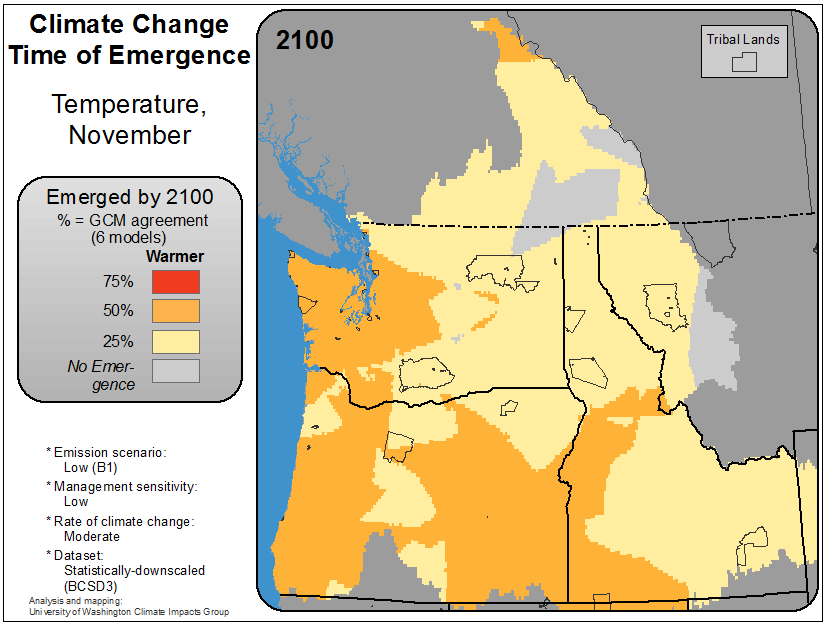 Climate Change
Time of Emergence
Temperature,
November
Emerged by 2100
% = GCM agreement
(6 models)
Warmer
75%
50%
25%
No Emer-
gence
* Emission scenario:
Low (B1)
* Management sensitivity:
Low
* Rate of climate change:
Moderate
* Dataset:
Statistically-downscaled
(BCSD3)
Analysis and mapping:
University of Washington Climate Impacts Group
2100
Tribal Lands